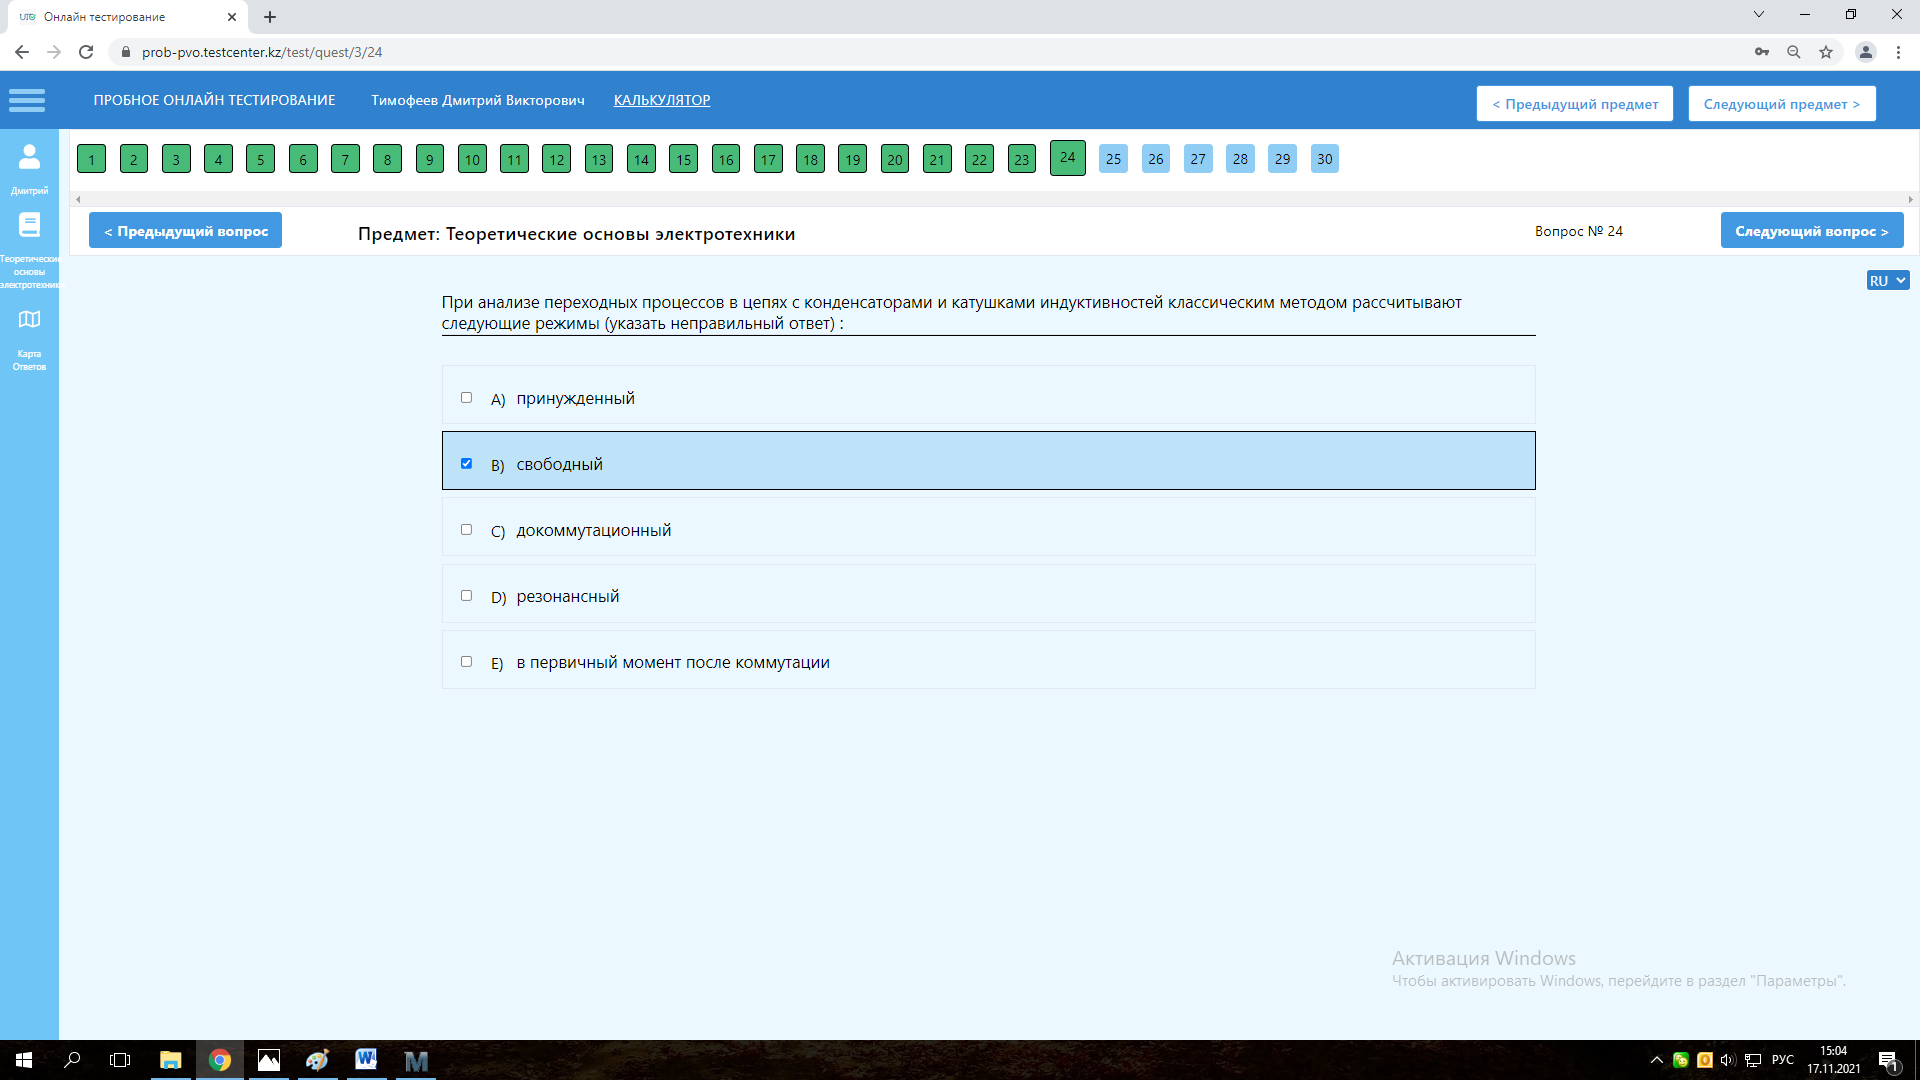 Онлайн тестирование
prob-pvo.testcenter.kz/test/quest/3/24
ПРОБНОЕ ОНЛАЙН ТЕСТИРОВАНИЕ Тимофеев Дмитрий Викторович КАЛЬКУЛЯТОР < Предыдущий предмет Следующий предмет >
1 2 3 4 5 6 7 8 9 10 11 12 13 14 15 16 17 18 19 20 21 22 23 24 25 26 27 28 29 30
Дмитрий
< Предыдущий вопрос Предмет: Теоретические основы электротехники Вопрос № 24 Следующий вопрос >
Теоретические
основы
электротехники
RU
При анализе переходных процессов в цепях с конденсаторами и катушками индуктивностей классическим методом рассчитывают
следующие режимы (указать неправильный ответ) :
Карта
Ответов
A) принужденный
B) свободный
C) докоммутационный
D) резонансный
E) в первичный момент после коммутации
Активация Windows
Чтобы активировать Windows, перейдите в раздел "Параметры".
РУС
15:04
17.11.2021
1